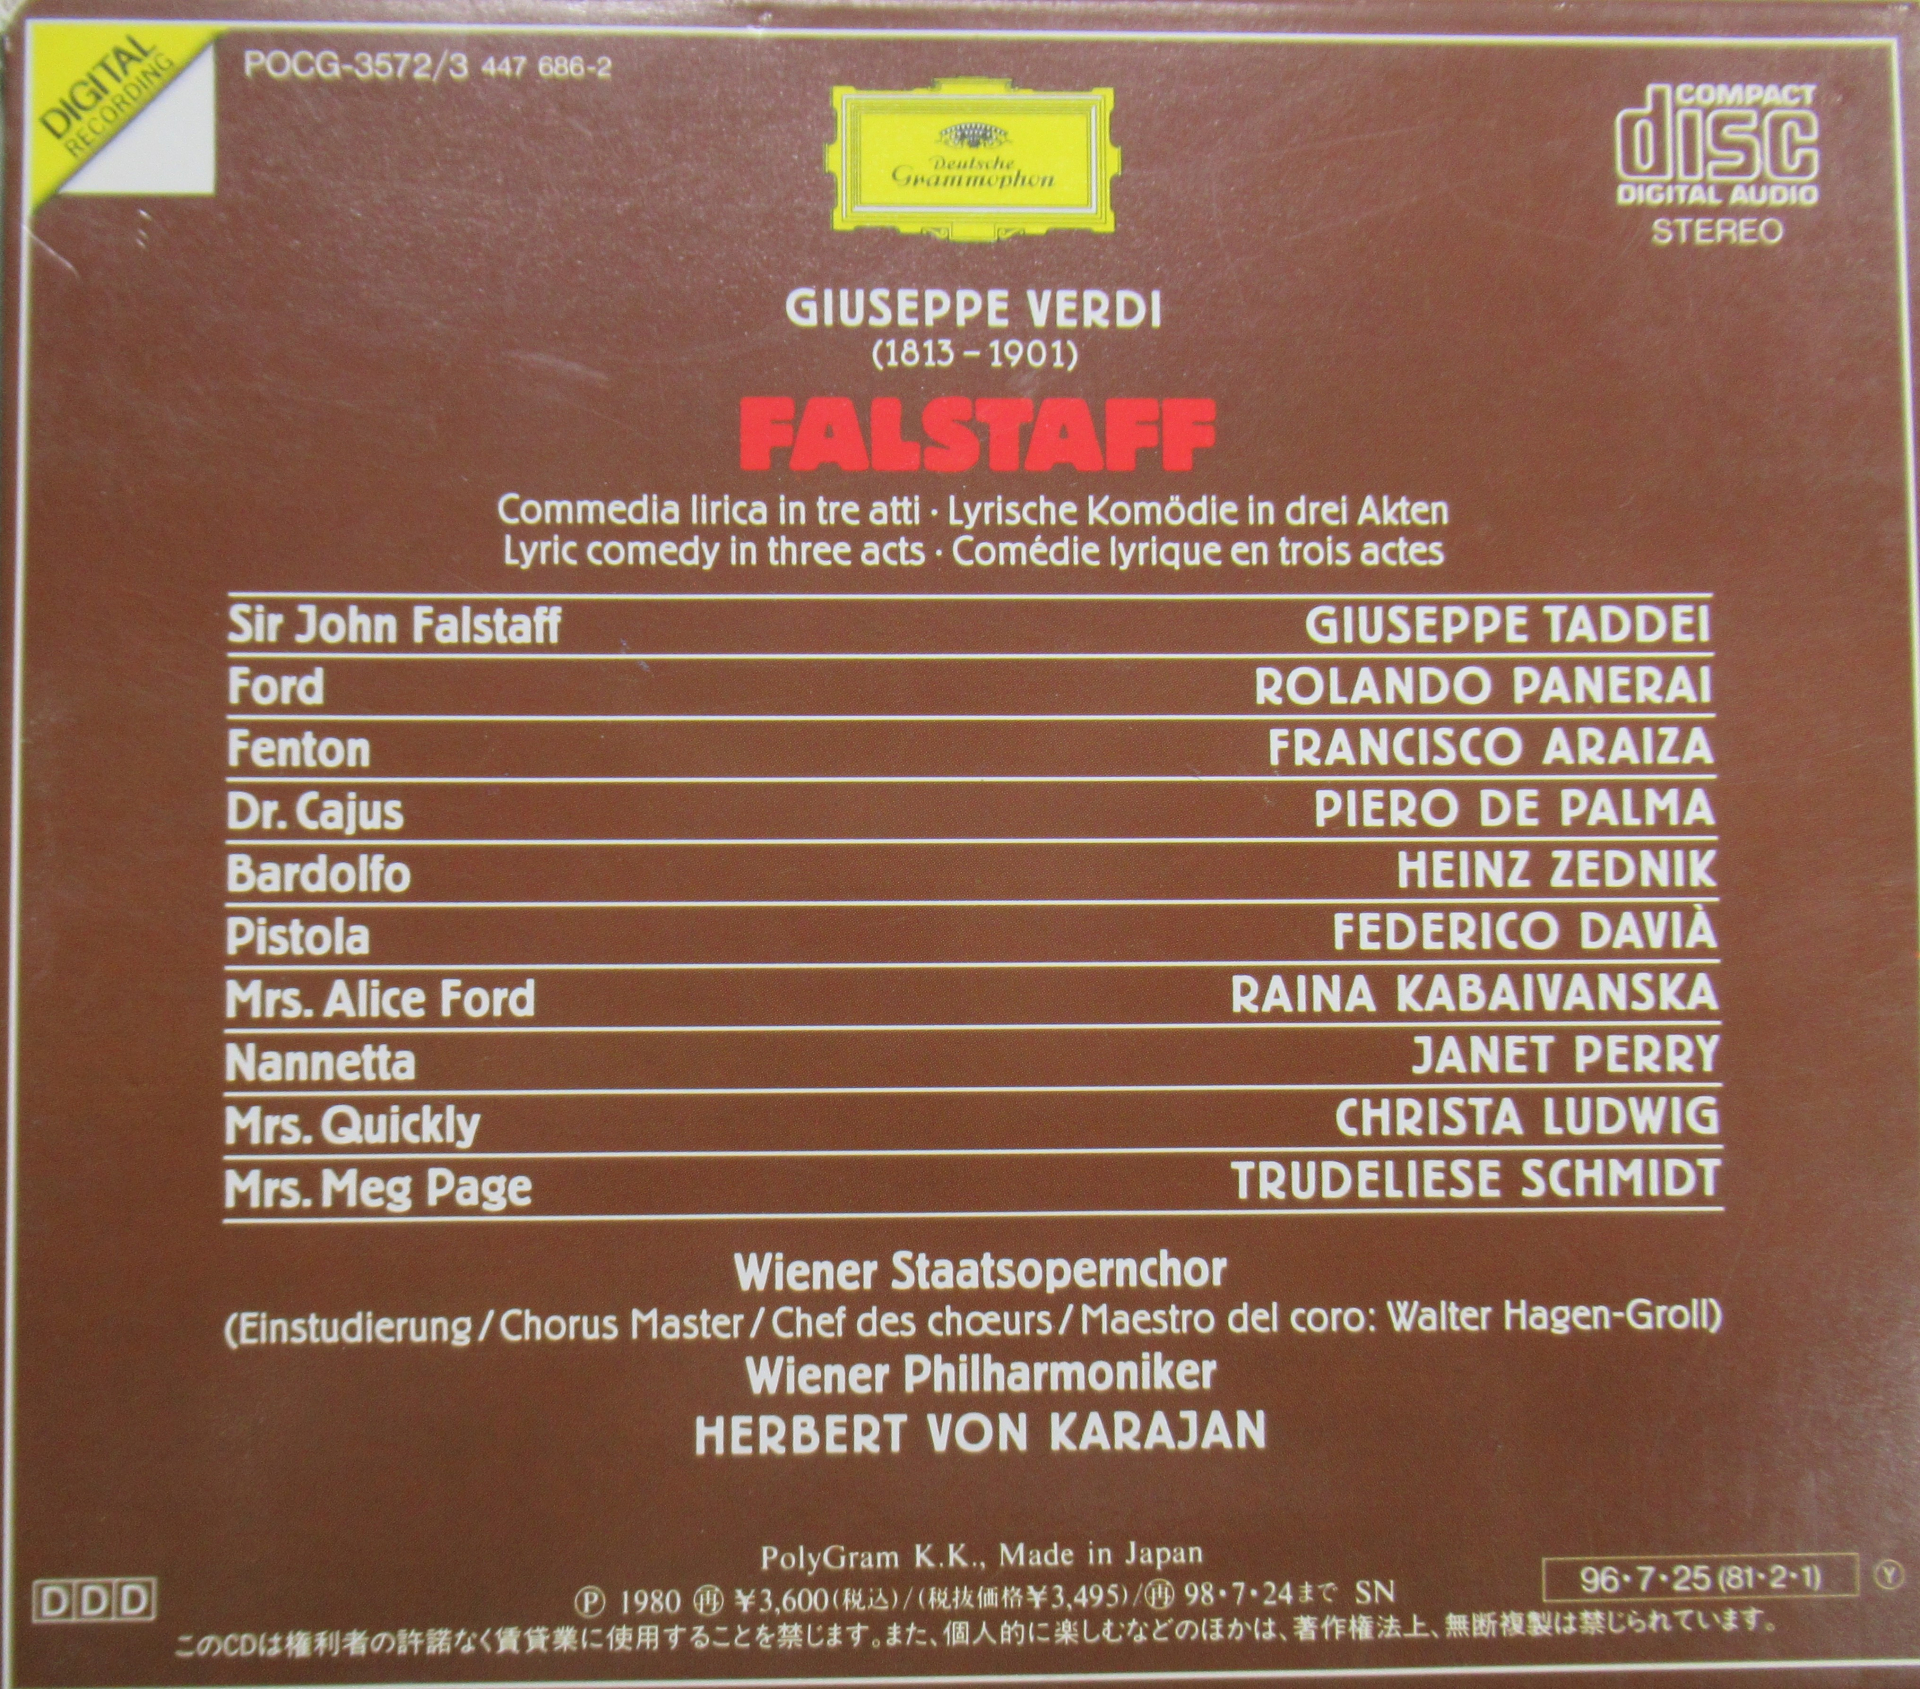 DIGITAL
RECORDING
POCG-3572/3 447 686-2
Deutsche
Grammophon
COMPACT
disc
DIGITAL AUDIO
STEREO
GIUSEPPE VERDI
(1813 – 1901)
FALSTAFF
Commedia lirica in tre atti · Lyrische Komödie in drei Akten
Lyric comedy in three acts · Comédie lyrique en trois actes
Sir John Falstaff GIUSEPPE TADDEI
Ford ROLANDO PANERAI
Fenton FRANCISCO ARAIZA
Dr. Cajus PIERO DE PALMA
Bardolfo HEINZ ZEDNIK
Pistola FEDERICO DAVIÀ
Mrs. Alice Ford RAINA KABAIVANSKA
Nannetta JANET PERRY
Mrs. Quickly CHRISTA LUDWIG
Mrs. Meg Page TRUDELIESE SCHMIDT
Wiener Staatsopernchor
(Einstudierung / Chorus Master / Chef des chœurs / Maestro del coro: Walter Hagen-Groll)
Wiener Philharmoniker
HERBERT VON KARAJAN
PolyGram K.K., Made in Japan
DDD
Ⓟ 1980 ㊢ ¥3,600(税込)/(税抜価格¥3,495)/㊢ 98・7・24まで SN
96・7・25 (81・2・1) Ⓨ
このCDは権利者の許諾なく賃貸業に使用することを禁じます。また、個人的に楽しむなどのほかは、著作権法上、無断複製は禁じられています。